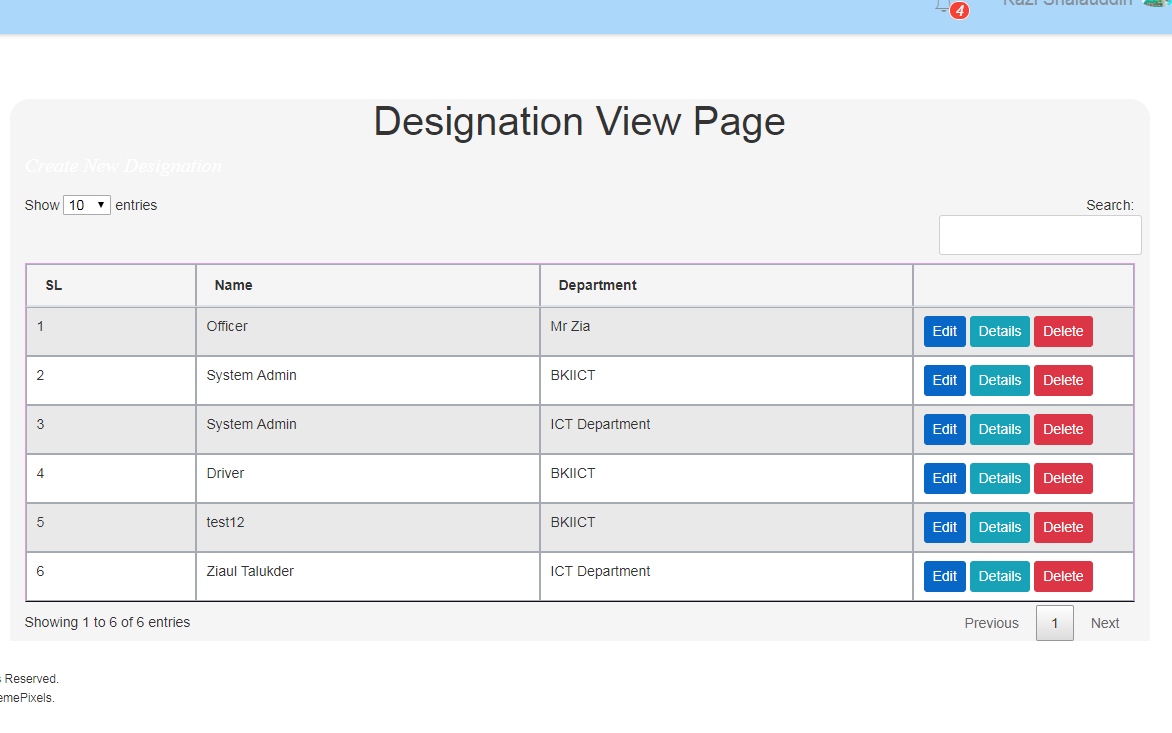 4
Designation View Page
Create New Designation
Show 10 entries
Search:
SL Name Department
1 Officer Mr Zia Edit Details Delete
2 System Admin BKIICT Edit Details Delete
3 System Admin ICT Department Edit Details Delete
4 Driver BKIICT Edit Details Delete
5 test12 BKIICT Edit Details Delete
6 Ziaul Talukder ICT Department Edit Details Delete
Showing 1 to 6 of 6 entries
Previous 1 Next
Reserved.
emePixels.